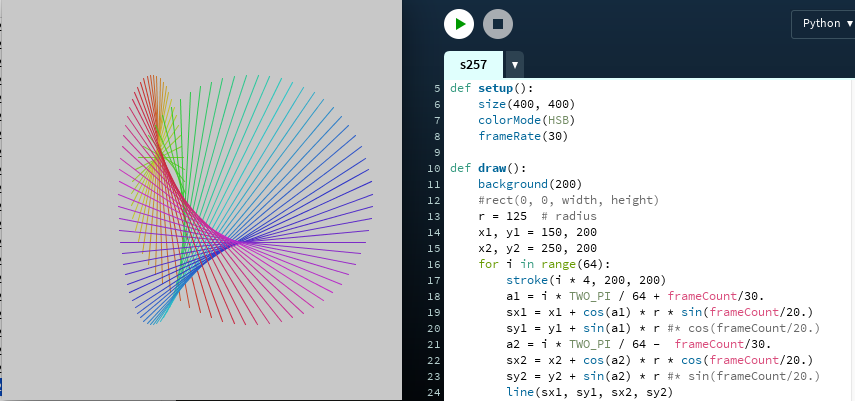 Python ▾
s257 ▾
5 def setup():
6     size(400, 400)
7     colorMode(HSB)
8     frameRate(30)
9
10 def draw():
11     background(200)
12     #rect(0, 0, width, height)
13     r = 125  # radius
14     x1, y1 = 150, 200
15     x2, y2 = 250, 200
16     for i in range(64):
17         stroke(i * 4, 200, 200)
18         a1 = i * TWO_PI / 64 + frameCount/30.
19         sx1 = x1 + cos(a1) * r * sin(frameCount/20.)
20         sy1 = y1 + sin(a1) * r #* cos(frameCount/20.)
21         a2 = i * TWO_PI / 64 -  frameCount/30.
22         sx2 = x2 + cos(a2) * r * cos(frameCount/20.)
23         sy2 = y2 + sin(a2) * r #* sin(frameCount/20.)
24         line(sx1, sy1, sx2, sy2)